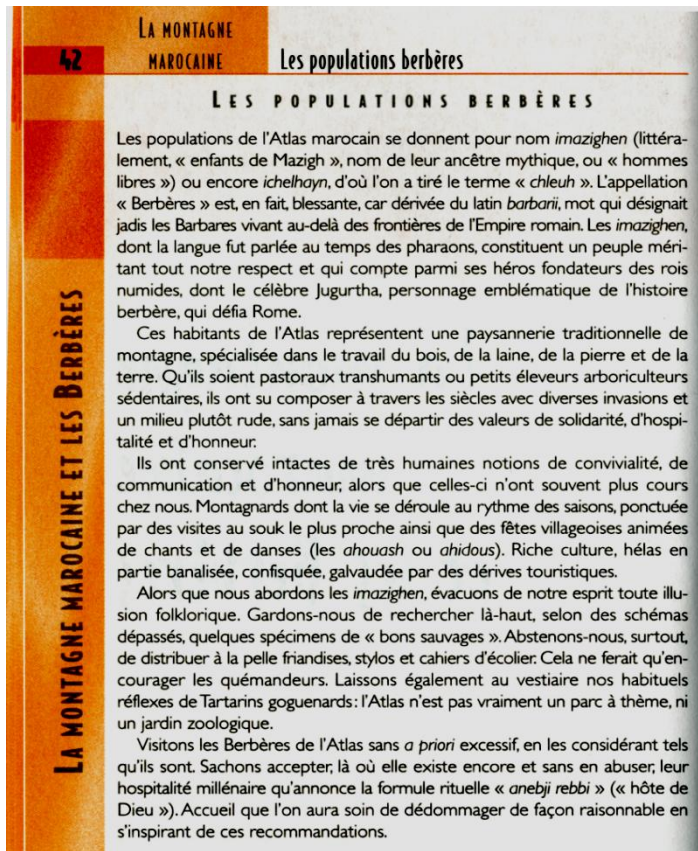 LA MONTAGNE
42 MAROCAINE Les populations berbères
LES POPULATIONS BERBÈRES
Les populations de l'Atlas marocain se donnent pour nom imazighen (littéra-
lement, « enfants de Mazigh », nom de leur ancêtre mythique, ou « hommes
libres ») ou encore ichelhayn, d'où l'on a tiré le terme « chleuh ». L'appellation
« Berbères » est, en fait, blessante, car dérivée du latin barbarii, mot qui désignait
jadis les Barbares vivant au-delà des frontières de l'Empire romain. Les imazighen,
dont la langue fut parlée au temps des pharaons, constituent un peuple méri-
tant tout notre respect et qui compte parmi ses héros fondateurs des rois
numides, dont le célèbre Jugurtha, personnage emblématique de l'histoire
berbère, qui défia Rome.
Ces habitants de l'Atlas représentent une paysannerie traditionnelle de
montagne, spécialisée dans le travail du bois, de la laine, de la pierre et de la
terre. Qu'ils soient pastoraux transhumants ou petits éleveurs arboriculteurs
sédentaires, ils ont su composer à travers les siècles avec diverses invasions et
un milieu plutôt rude, sans jamais se départir des valeurs de solidarité, d'hospi-
talité et d'honneur.
Ils ont conservé intactes de très humaines notions de convivialité, de
communication et d'honneur, alors que celles-ci n'ont souvent plus cours
chez nous. Montagnards dont la vie se déroule au rythme des saisons, ponctuée
par des visites au souk le plus proche ainsi que des fêtes villageoises animées
de chants et de danses (les ahouash ou ahidous). Riche culture, hélas en
partie banalisée, confisquée, galvaudée par des dérives touristiques.
Alors que nous abordons les imazighen, évacuons de notre esprit toute illu-
sion folklorique. Gardons-nous de rechercher là-haut, selon des schémas
dépassés, quelques spécimens de « bons sauvages ». Abstenons-nous, surtout,
de distribuer à la pelle friandises, stylos et cahiers d'écolier. Cela ne ferait qu'en-
courager les quémandeurs. Laissons également au vestiaire nos habituels
réflexes de Tartarins goguenards : l'Atlas n'est pas vraiment un parc à thème, ni
un jardin zoologique.
Visitons les Berbères de l'Atlas sans a priori excessif, en les considérant tels
qu'ils sont. Sachons accepter, là où elle existe encore et sans en abuser, leur
hospitalité millénaire qu'annonce la formule rituelle « anebji rebbi » (« hôte de
Dieu »). Accueil que l'on aura soin de dédommager de façon raisonnable en
s'inspirant de ces recommandations.
LA MONTAGNE MAROCAINE ET LES BERBÈRES